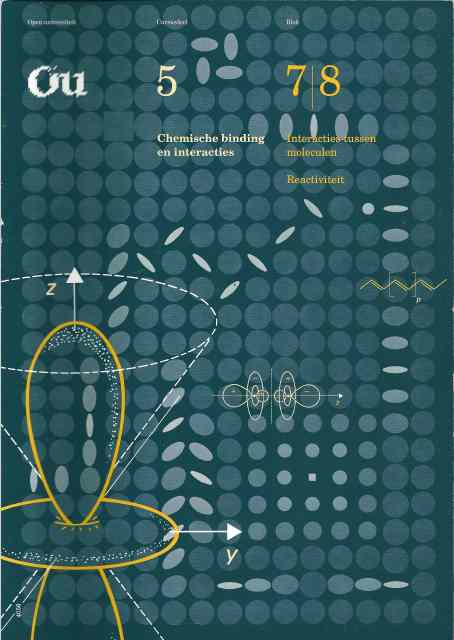 Open universiteit
Cursusdeel
Blok
Ou
5
7|8
Chemische binding
en interacties
Interacties tussen
moleculen
Reactiviteit
z
p
z
y